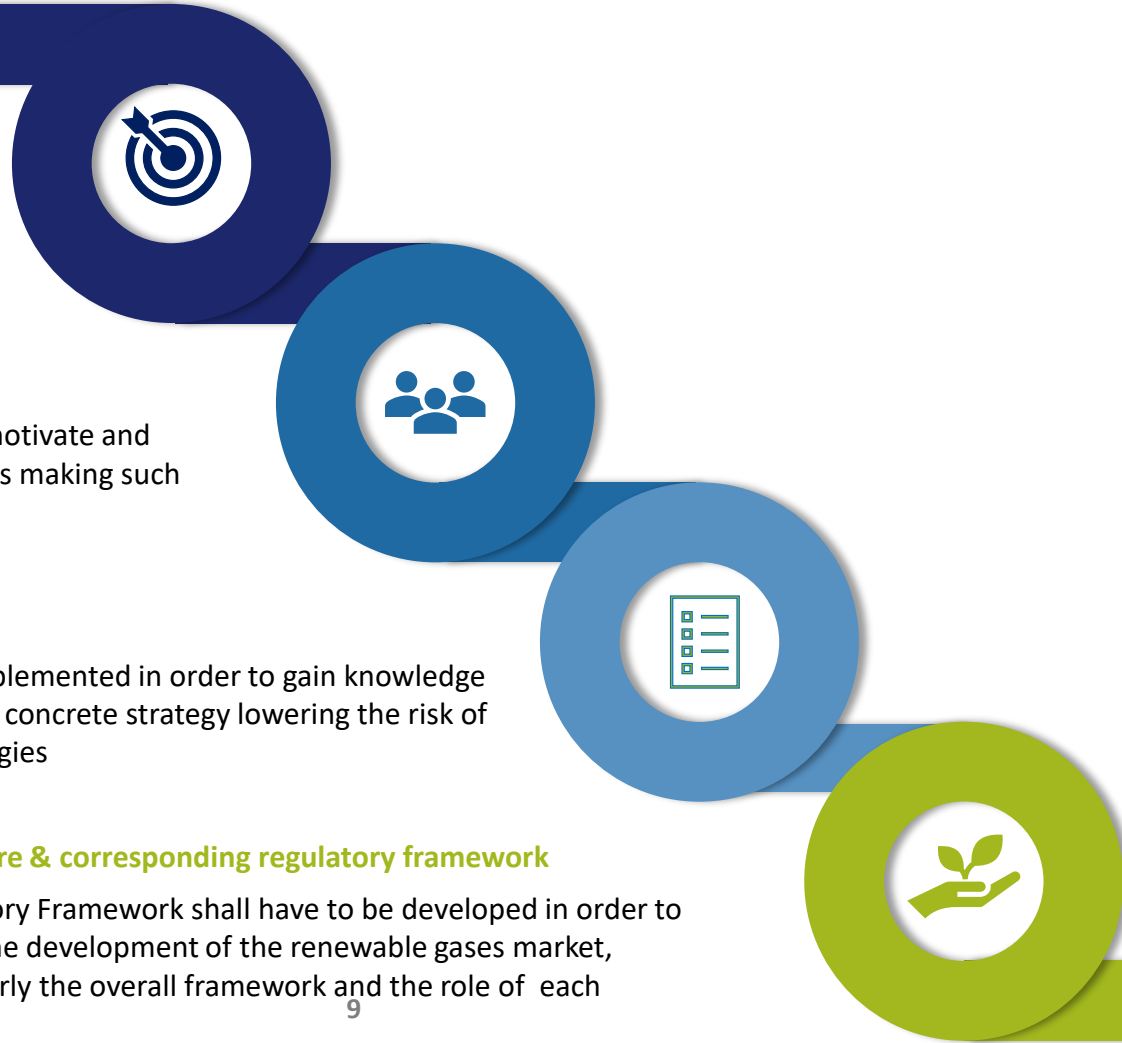 and
s making such
plemented in order to gain knowledge
concrete strategy lowering the risk of
gies
re & corresponding regulatory framework
ory Framework shall have to be developed in order to
he development of the renewable gases market,
rly the overall framework and the role of each
9